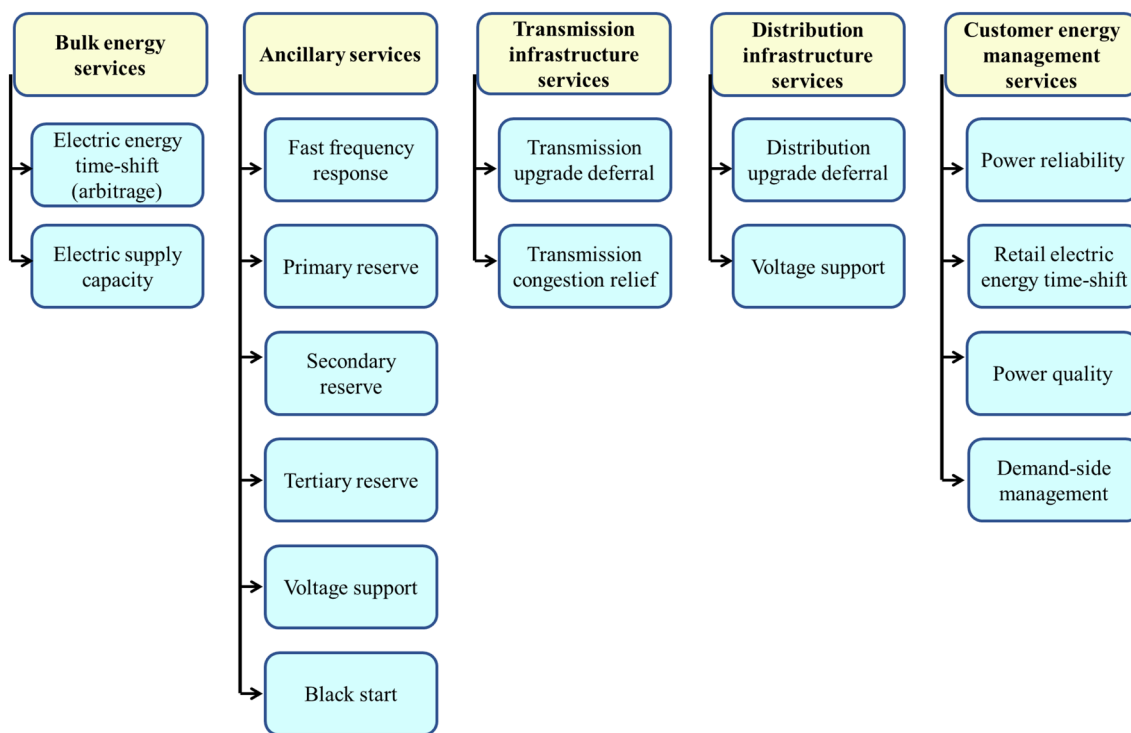 Bulk energy
services
Electric energy
time-shift
(arbitrage)
Electric supply
capacity
Ancillary services
Fast frequency
response
Primary reserve
Secondary
reserve
Tertiary reserve
Voltage support
Black start
Transmission
infrastructure
services
Transmission
upgrade deferral
Transmission
congestion relief
Distribution
infrastructure
services
Distribution
upgrade deferral
Voltage support
Customer energy
management
services
Power reliability
Retail electric
energy time-shift
Power quality
Demand-side
management